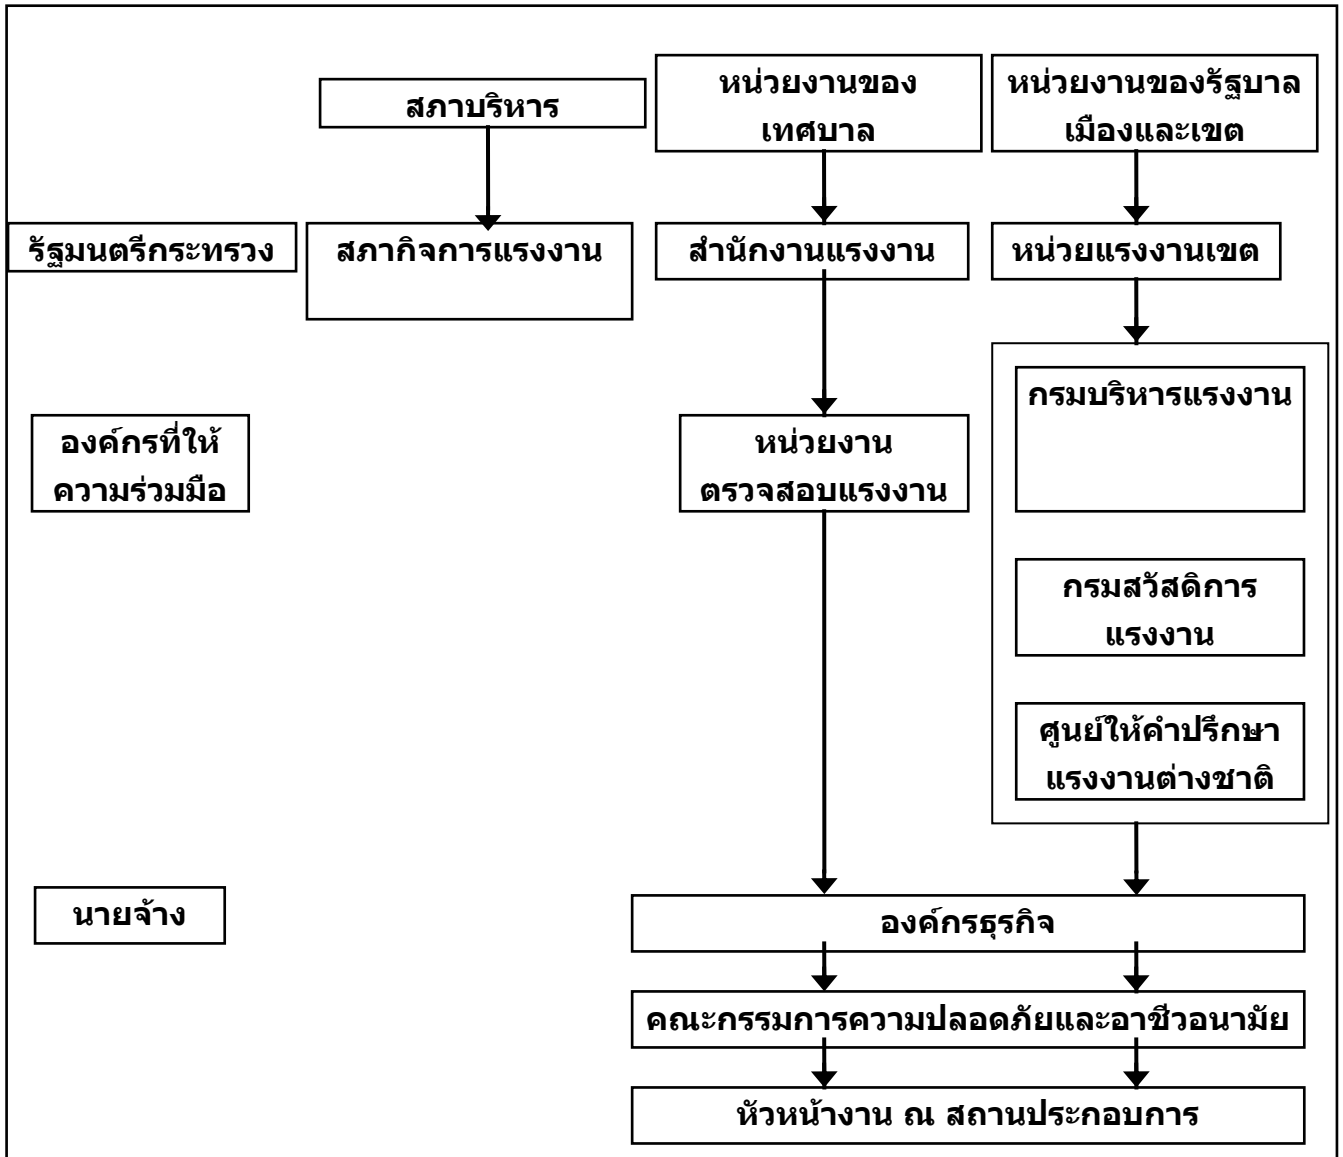 สภาบริหาร
หน่วยงานของ
เทศบาล
หน่วยงานของรัฐบาล
เมืองและเขต
รัฐมนตรีกระทรวง
สภากิจการแรงงาน
สำนักงานแรงงาน
หน่วยแรงงานเขต
องค์กรที่ให้
ความร่วมมือ
หน่วยงาน
ตรวจสอบแรงงาน
กรมบริหารแรงงาน
กรมสวัสดิการ
แรงงาน
ศูนย์ให้คำปรึกษา
แรงงานต่างชาติ
นายจ้าง
องค์กรธุรกิจ
คณะกรรมการความปลอดภัยและอาชีวอนามัย
หัวหน้างาน ณ สถานประกอบการ